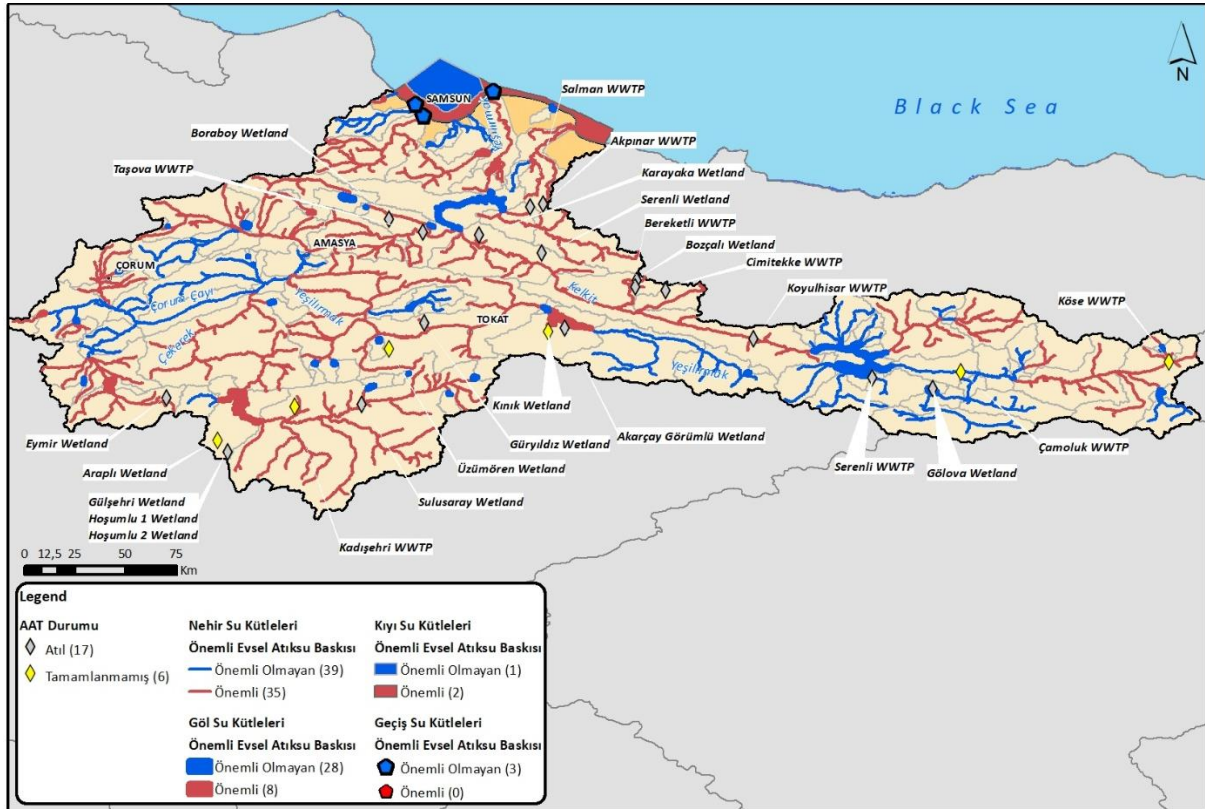 N
Black Sea
SAMSUN
Yeşilırmak
Salman WWTP
Boraboy Wetland
Akpınar WWTP
Taşova WWTP
Karayaka Wetland
Serenli Wetland
Bereketli WWTP
AMASYA
Bozçalı Wetland
ÇORUM
Cimitekke WWTP
Kelkit
Koyulhisar WWTP
Çorum Çayı
Yeşilırmak
Köse WWTP
TOKAT
Çekerek
Yeşilırmak
Kınık Wetland
Eymir Wetland
Güryıldız Wetland
Akarçay Görümlü Wetland
Çamoluk WWTP
Araplı Wetland
Üzümören Wetland
Serenli WWTP
Gölova Wetland
Gülşehri Wetland
Hoşumlu 1 Wetland
Hoşumlu 2 Wetland
Sulusaray Wetland
Kadışehri WWTP
0 12,5 25 50 75
Km
Legend
AAT Durumu
Atıl (17)
Tamamlanmamış (6)
Nehir Su Kütleleri
Önemli Evsel Atıksu Baskısı
Önemli Olmayan (39)
Önemli (35)
Kıyı Su Kütleleri
Önemli Evsel Atıksu Baskısı
Önemli Olmayan (1)
Önemli (2)
Göl Su Kütleleri
Önemli Evsel Atıksu Baskısı
Önemli Olmayan (28)
Önemli (8)
Geçiş Su Kütleleri
Önemli Evsel Atıksu Baskısı
Önemli Olmayan (3)
Önemli (0)